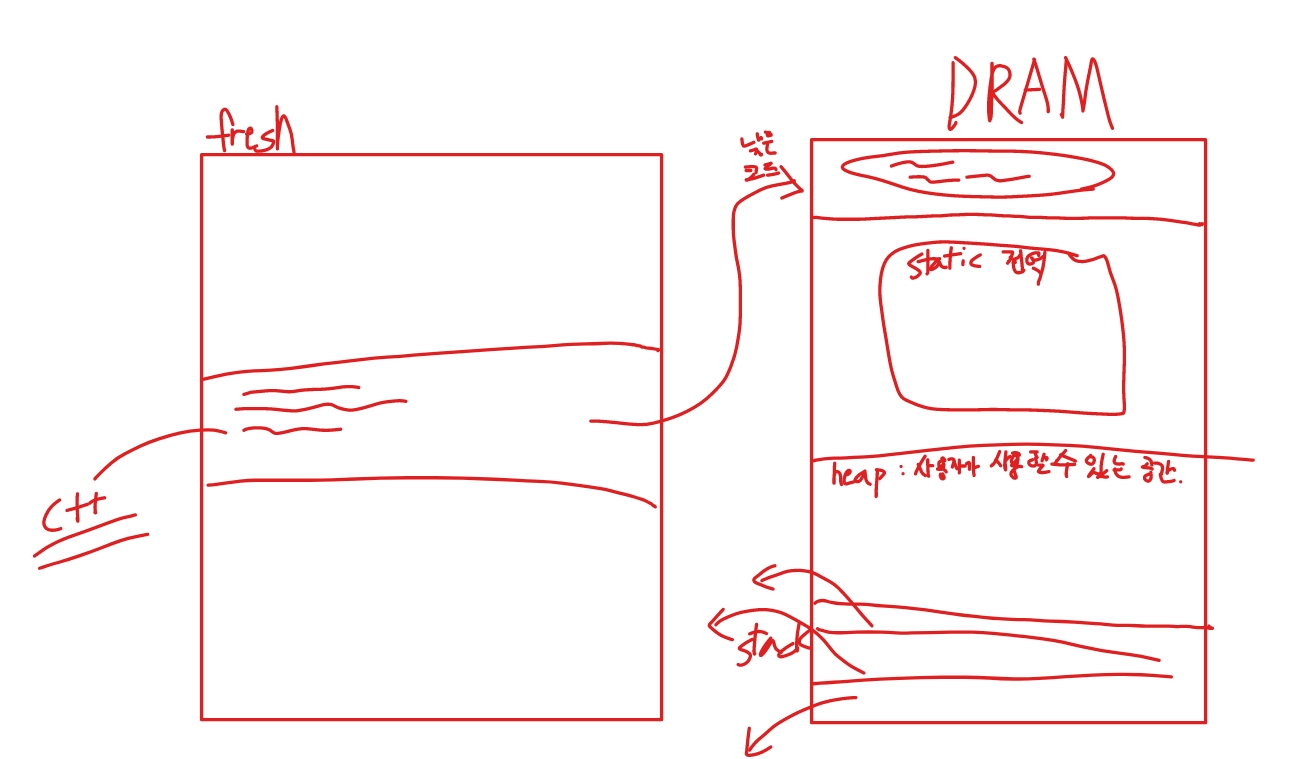 DRAM
fresh
낮은
코드
static 전역
heap : 사용자가 사용할 수 있는 공간.
C++
stack